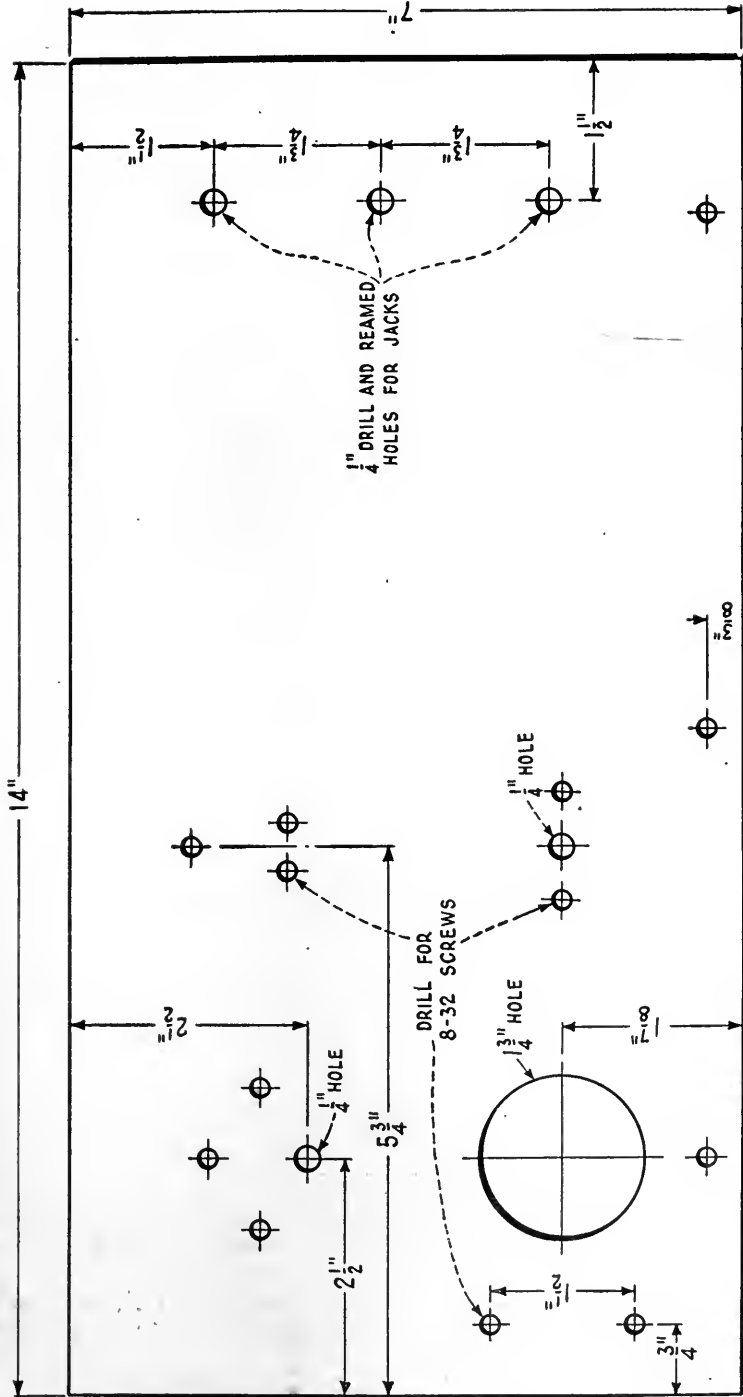 14"
7"
1 1/2"
1 3/4"
1 3/4"
1 1/2"
1/4" DRILL AND REAMED
HOLES FOR JACKS
3/8"
1/4" HOLE
DRILL FOR
8-32 SCREWS
2 1/2"
1/4" HOLE
5 3/4"
2 1/2"
1 3/4" HOLE
1 7/8"
1 1/2"
3/4"